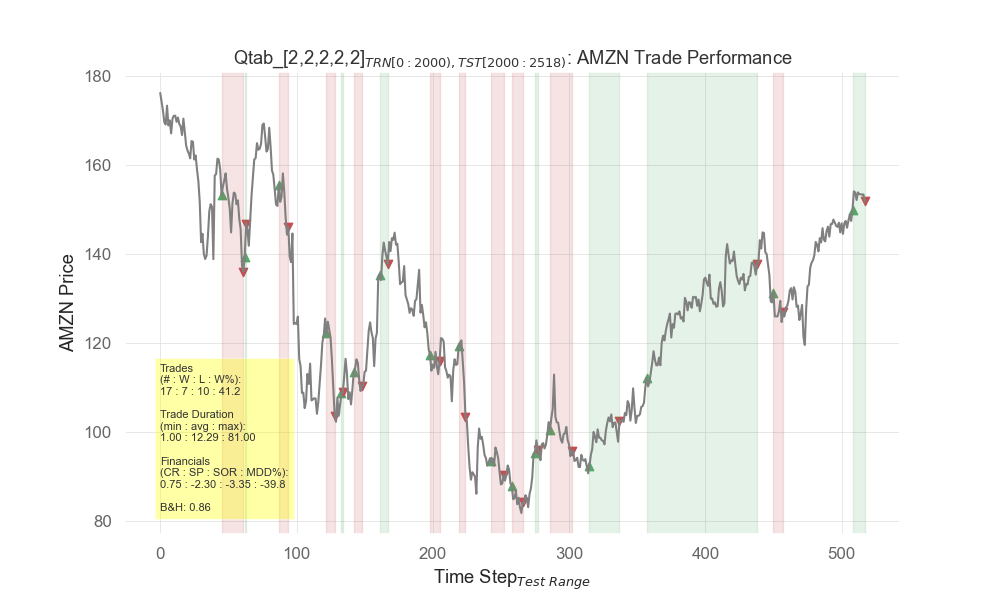 Qtab_[2,2,2,2,2]TRN[0 : 2000), TST[2000 : 2518): AMZN Trade Performance
180
160
140
120
100
80
AMZN Price
Trades
(# : W : L : W%):
17 : 7 : 10 : 41.2
Trade Duration
(min : avg : max):
1.00 : 12.29 : 81.00
Financials
(CR : SP : SOR : MDD%):
0.75 : -2.30 : -3.35 : -39.8
B&H: 0.86
0 100 200 300 400 500
Time StepTest Range